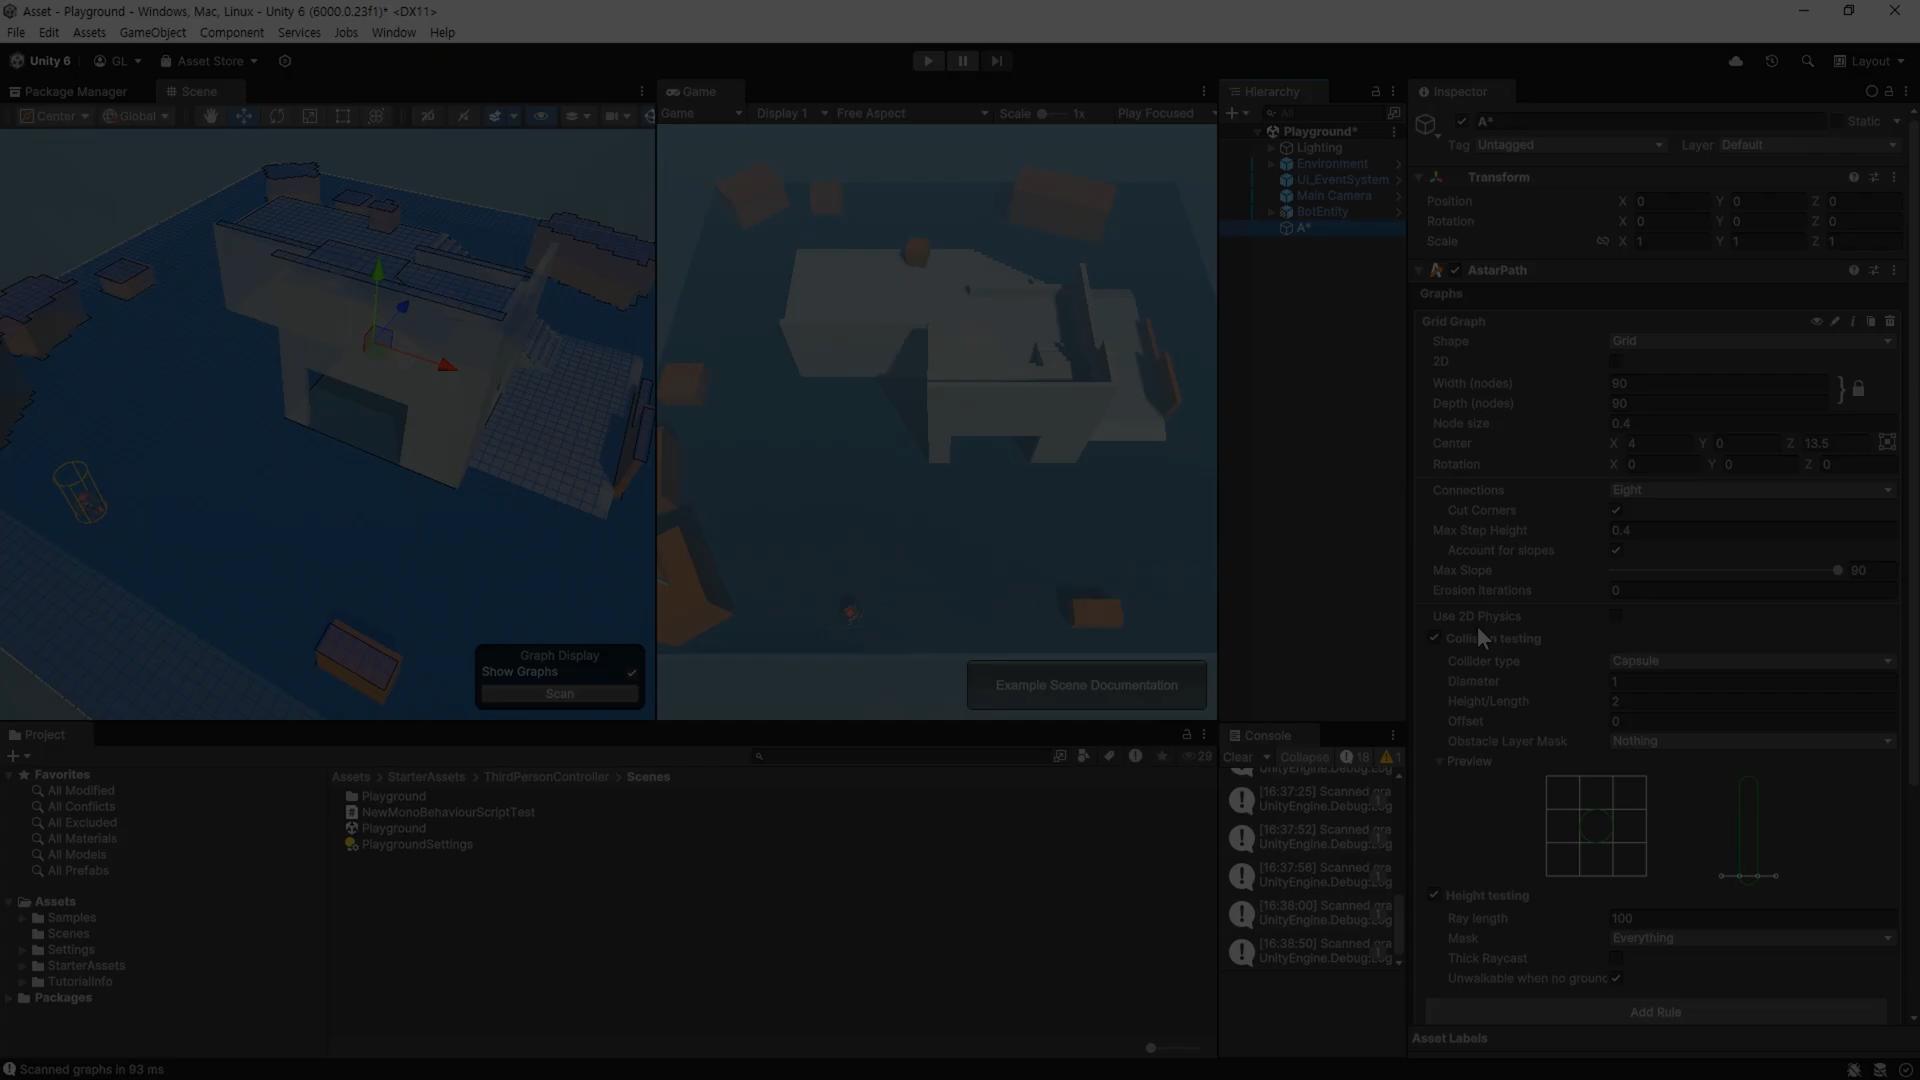 Asset - Playground - Windows, Mac, Linux - Unity 6 (6000.0.23f1)* <DX11>
File Edit Assets GameObject Component Services Jobs Window Help
Unity 6 GL Asset Store Layout
Package Manager Scene
Center Global 2D
Game
Game Display 1 Free Aspect Scale 1x Play Focused
Hierarchy
All
Playground*
Lighting
Environment
UI_EventSystem
Main Camera
BotEntity
A*
Inspector
A* Static
Tag Untagged Layer Default
Transform
Position X 0 Y 0 Z 0
Rotation X 0 Y 0 Z 0
Scale X 1 Y 1 Z 1
AstarPath
Graphs
Grid Graph
Shape Grid
2D
Width (nodes) 90
Depth (nodes) 90
Node size 0.4
Center X 4 Y 0 Z 13.5
Rotation X 0 Y 0 Z 0
Connections Eight
Cut Corners
Max Step Height 0.4
Account for slopes
Max Slope 90
Erosion iterations 0
Use 2D Physics
Collision testing
Collider type Capsule
Diameter 1
Height/Length 2
Offset 0
Obstacle Layer Mask Nothing
Preview
Height testing
Ray length 100
Mask Everything
Thick Raycast
Unwalkable when no ground
Add Rule
Asset Labels
Graph Display
Show Graphs
Scan
Example Scene Documentation
Project
29
Favorites
All Modified
All Conflicts
All Excluded
All Materials
All Models
All Prefabs
Assets
Samples
Scenes
Settings
StarterAssets
TutorialInfo
Packages
Assets > StarterAssets > ThirdPersonController > Scenes
Playground
NewMonoBehaviourScriptTest
Playground
PlaygroundSettings
Console
Clear Collapse 18 1
UnityEngine.Debug:Log
[16:37:25] Scanned gra
UnityEngine.Debug:Log
[16:37:52] Scanned gra
UnityEngine.Debug:Log
[16:37:56] Scanned gra
UnityEngine.Debug:Log
[16:38:00] Scanned gra
UnityEngine.Debug:Log
[16:38:50] Scanned gra
UnityEngine.Debug:Log
Scanned graphs in 93 ms